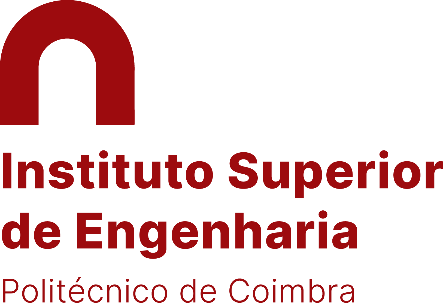 Instituto Superior
de Engenharia
Politécnico de Coimbra